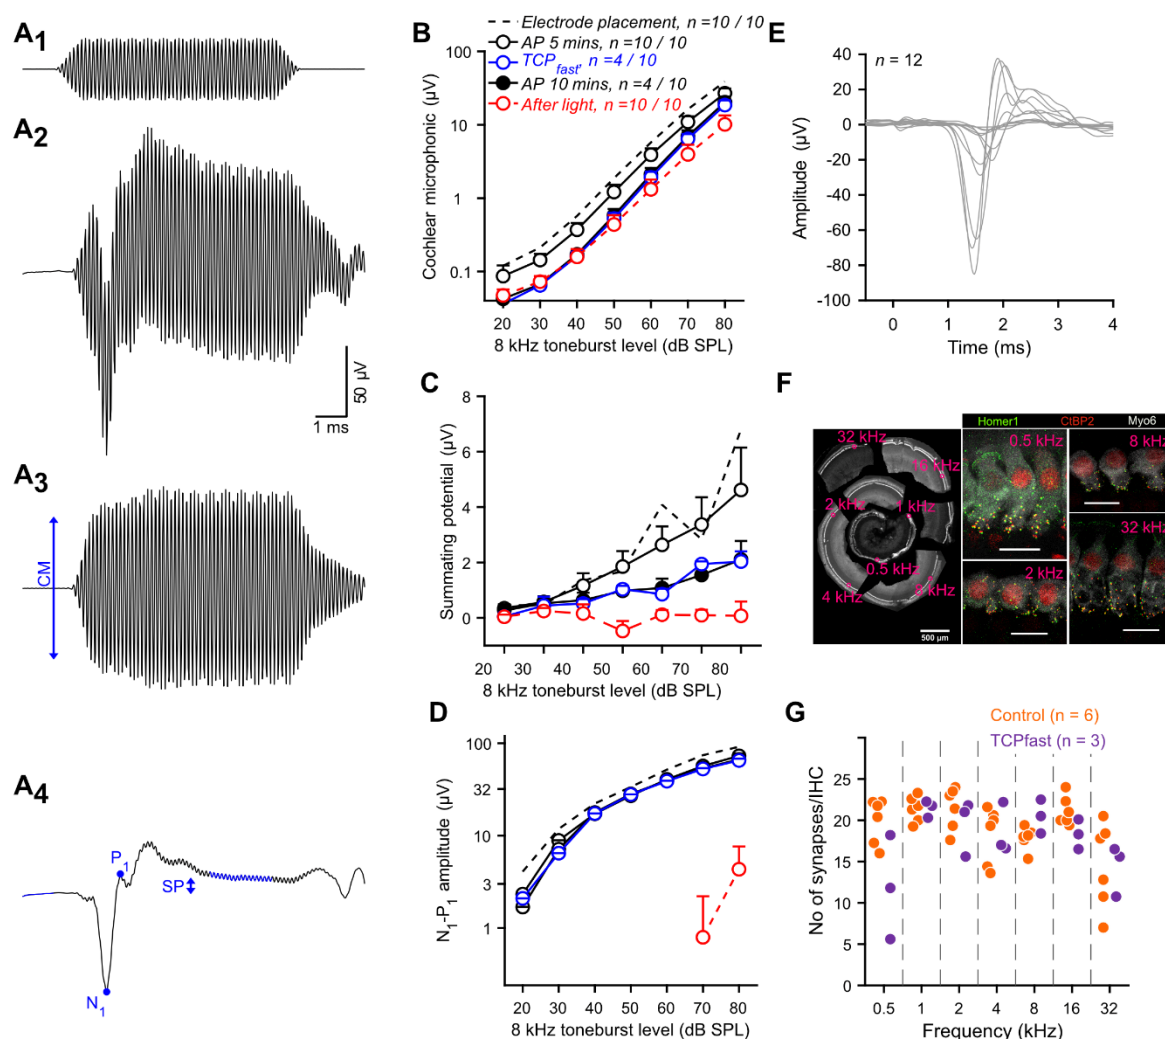 A1
A2
50 µV
1 ms
A3
CM
A4
P1
SP
N1
B
Electrode placement, n =10 / 10
AP 5 mins, n =10 / 10
TCPfast, n =4 / 10
AP 10 mins, n =4 / 10
After light, n =10 / 10
Cochlear microphonic (µV)
100
10
1
0.1
20 30 40 50 60 70 80
8 kHz toneburst level (dB SPL)
C
Summating potential (µV)
8
6
4
2
0
20 30 40 50 60 70 80
8 kHz toneburst level (dB SPL)
D
N1-P1 amplitude (µV)
100
32
10
3
1
20 30 40 50 60 70 80
8 kHz toneburst level (dB SPL)
E
n = 12
Amplitude (µV)
40
20
0
-20
-40
-60
-80
-100
0 1 2 3 4
Time (ms)
F
Homer1 CtBP2 Myo6
32 kHz
16 kHz
2 kHz
1 kHz
0.5 kHz
4 kHz
8 kHz
500 µm
0.5 kHz
8 kHz
2 kHz
32 kHz
G
Control (n = 6)
TCPfast (n = 3)
No of synapses/IHC
25
20
15
10
5
0
0.5 1 2 4 8 16 32
Frequency (kHz)